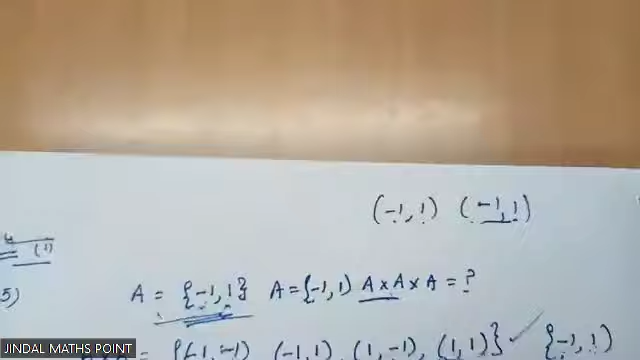 (-1, 1) (-1, 1)
(1)
5) A = {-1, 1} A = {-1, 1) A x A x A = ?
{(-1, -1) (-1, 1), (1, -1), (1, 1)} ✓ {-1, 1)
JINDAL MATHS POINT